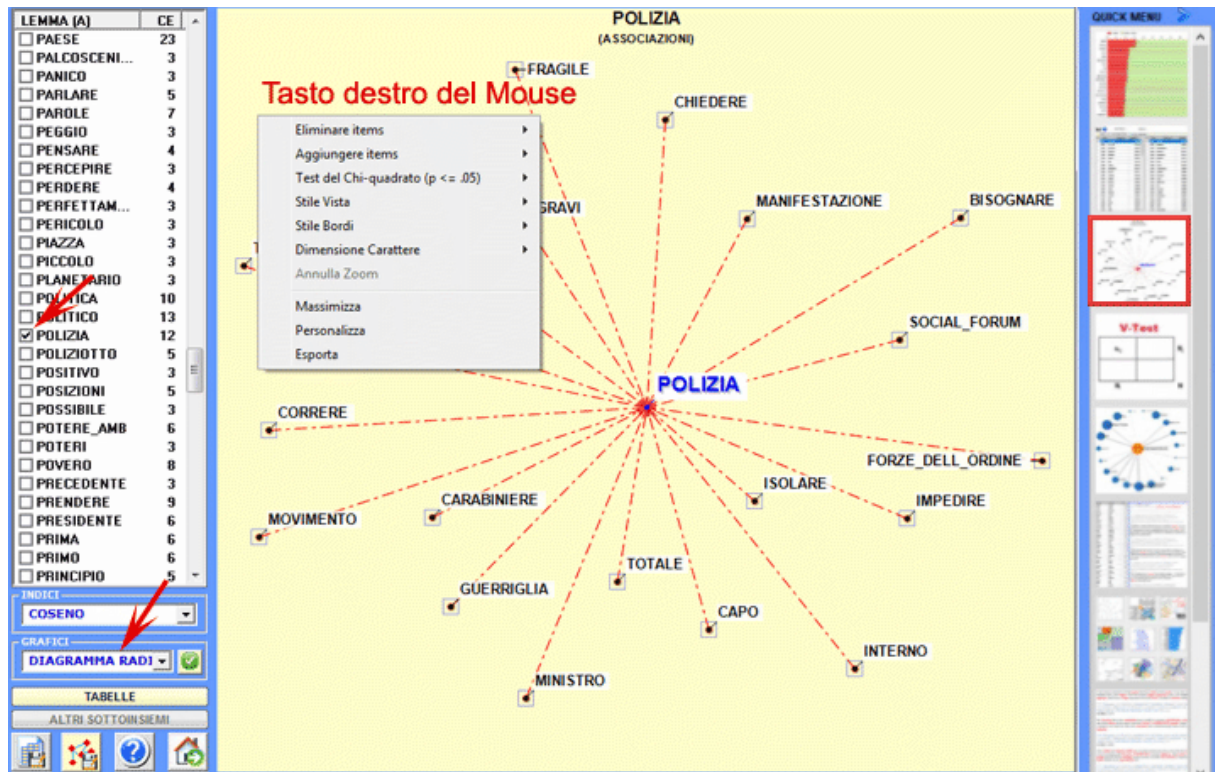 LEMMA (A) CE
PAESE 23
PALCOSCENI... 3
PANICO 3
PARLARE 5
PAROLE 7
PEGGIO 3
PENSARE 4
PERCEPIRE 3
PERDERE 4
PERFETTAM... 3
PERICOLO 3
PIAZZA 3
PICCOLO 3
PLANETARIO 3
POLITICA 10
POLITICO 13
POLIZIA 12
POLIZIOTTO 5
POSITIVO 3
POSIZIONI 5
POSSIBILE 3
POTERE_AMB 6
POTERI 3
POVERO 8
PRECEDENTE 3
PRENDERE 9
PRESIDENTE 6
PRIMA 6
PRIMO 6
PRINCIPIO 5
INDICI
COSENO
GRAFICI
DIAGRAMMA RADI
TABELLE
ALTRI SOTTOINSIEMI
POLIZIA
(ASSOCIAZIONI)
FRAGILE
Tasto destro del Mouse
CHIEDERE
Eliminare items
Aggiungere items
Test del Chi-quadrato (p <= .05)
Stile Vista
Stile Bordi
Dimensione Carattere
Annulla Zoom
Massimizza
Personalizza
Esporta
GRAVI
MANIFESTAZIONE
BISOGNARE
SOCIAL_FORUM
POLIZIA
CORRERE
FORZE_DELL_ORDINE
ISOLARE
CARABINIERE
IMPEDIRE
MOVIMENTO
TOTALE
GUERRIGLIA
CAPO
INTERNO
MINISTRO
QUICK MENU
V-Test